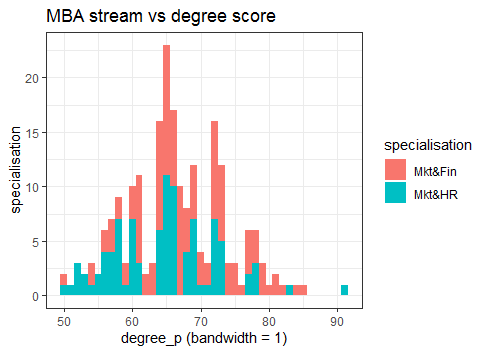 MBA stream vs degree score
specialisation
20
15
10
5
0
50 60 70 80 90
degree_p (bandwidth = 1)
specialisation
Mkt&Fin
Mkt&HR